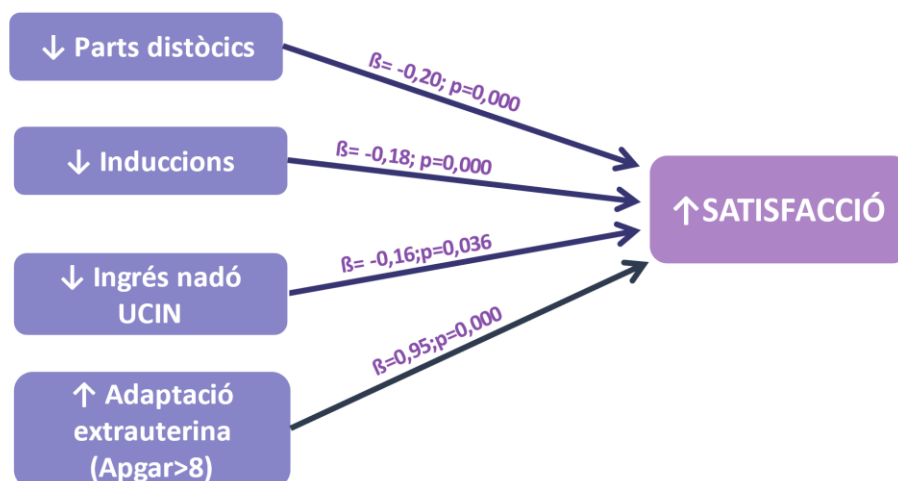 ↓ Parts distòcics
ß= -0,20; p=0,000
↓ Induccions
ß= -0,18; p=0,000
↑SATISFACCIÓ
↓ Ingrés nadó
UCIN
ß= -0,16;p=0,036
↑ Adaptació
extrauterina
(Apgar>8)
ß=0,95;p=0,000